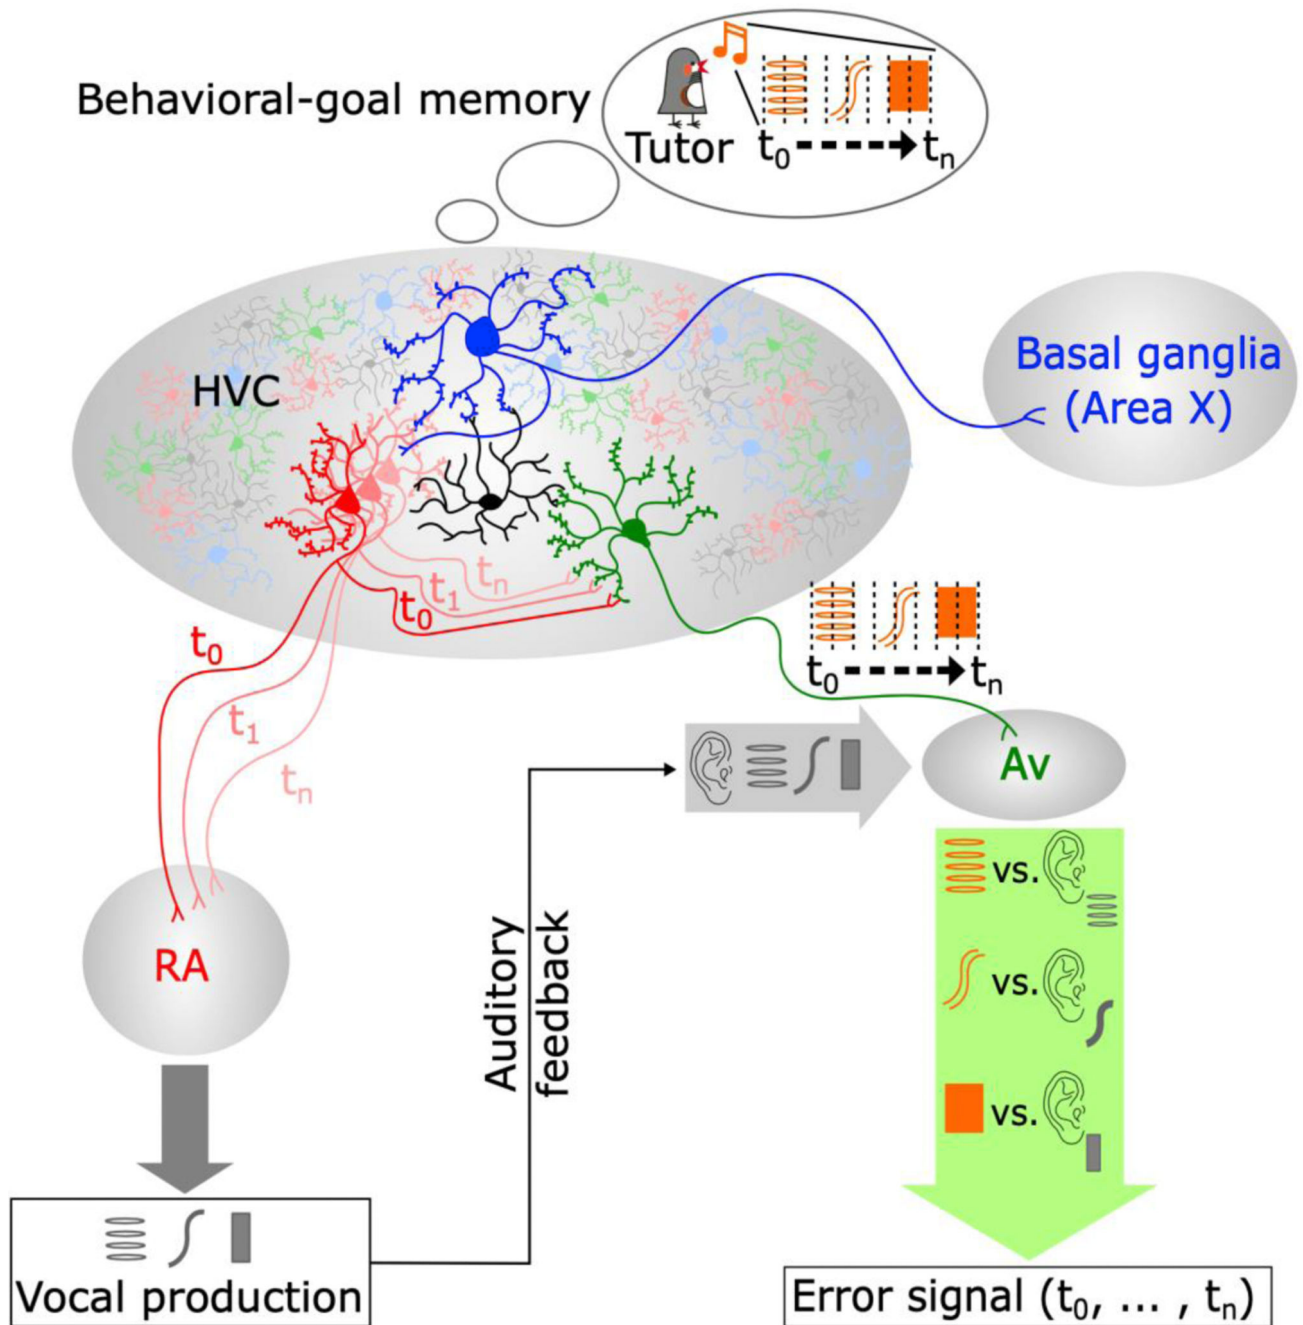 Behavioral-goal memory
Tutor
t0 tn
HVC
Basal ganglia
(Area X)
tn
t1
t0
t0
t1
tn
t0 tn
Av
RA
Auditory
feedback
vs.
vs.
vs.
Vocal production
Error signal (t0, ... , tn)